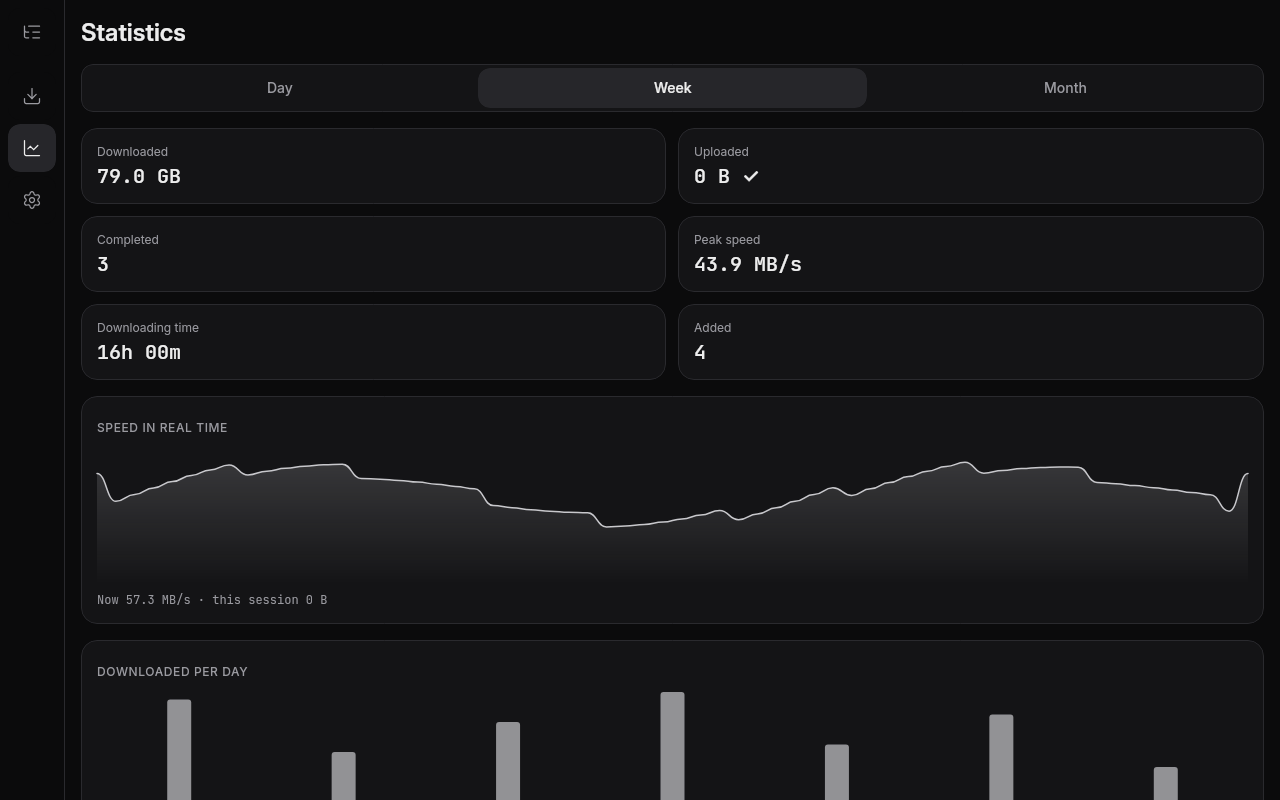 Statistics
Day
Week
Month
Downloaded
79.0 GB
Uploaded
0 B ✓
Completed
3
Peak speed
43.9 MB/s
Downloading time
16h 00m
Added
4
SPEED IN REAL TIME
Now 57.3 MB/s · this session 0 B
DOWNLOADED PER DAY